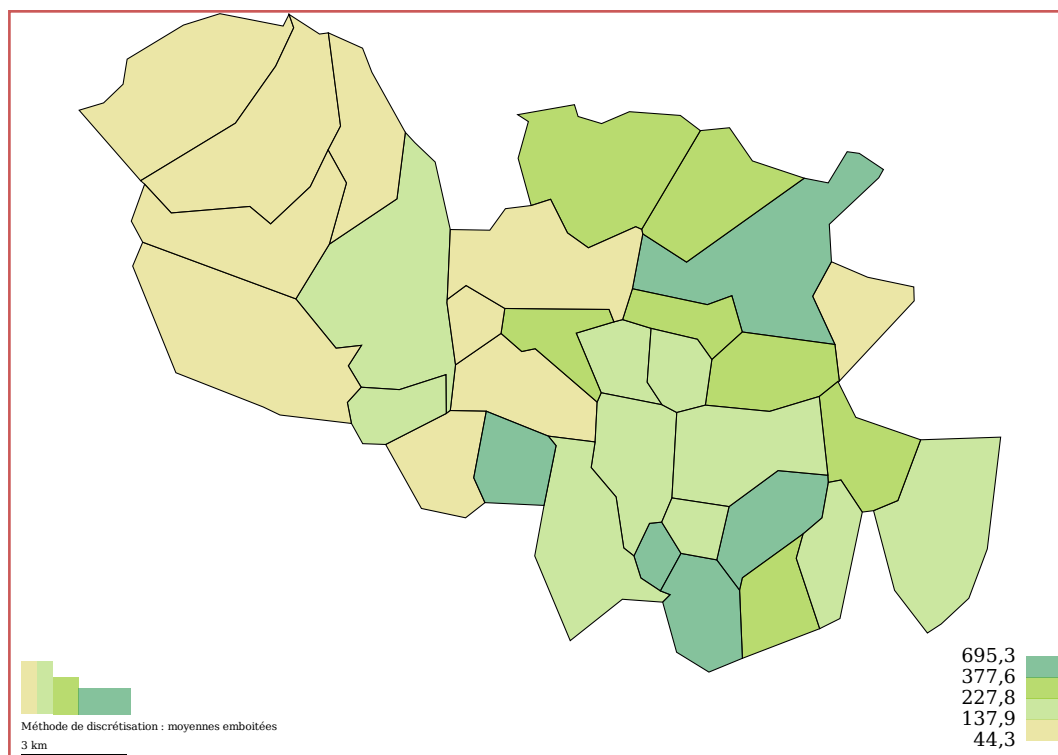 Méthode de discrétisation : moyennes emboitées
3 km
695,3
377,6
227,8
137,9
44,3